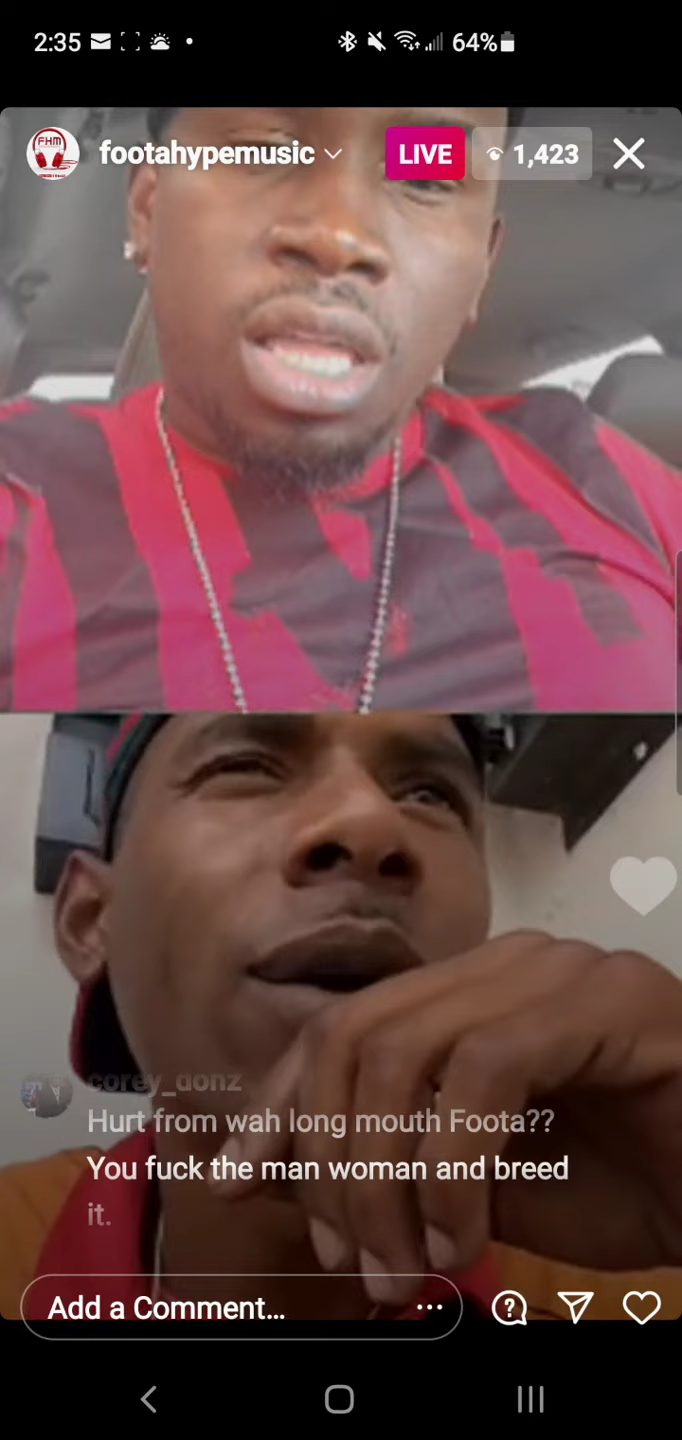 2:35 64%
FHM footahypemusic LIVE 1,423
corey_donz
Hurt from wah long mouth Foota??
You fuck the man woman and breed
it.
Add a Comment...